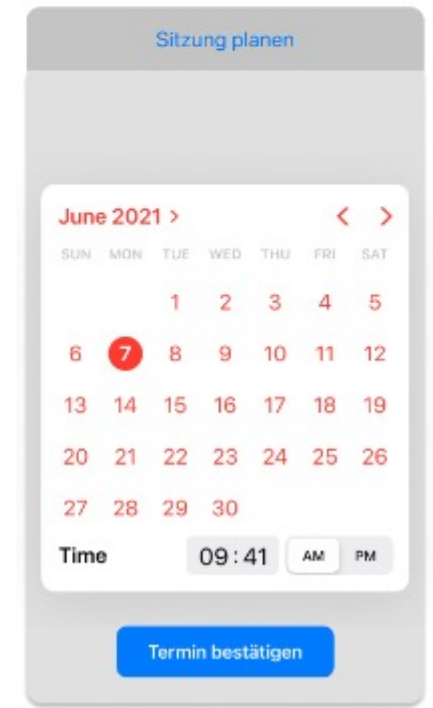 Sitzung planen
June 2021 >
SUN MON TUE WED THU FRI SAT
1 2 3 4 5
6 7 8 9 10 11 12
13 14 15 16 17 18 19
20 21 22 23 24 25 26
27 28 29 30
Time 09:41 AM PM
Termin bestätigen